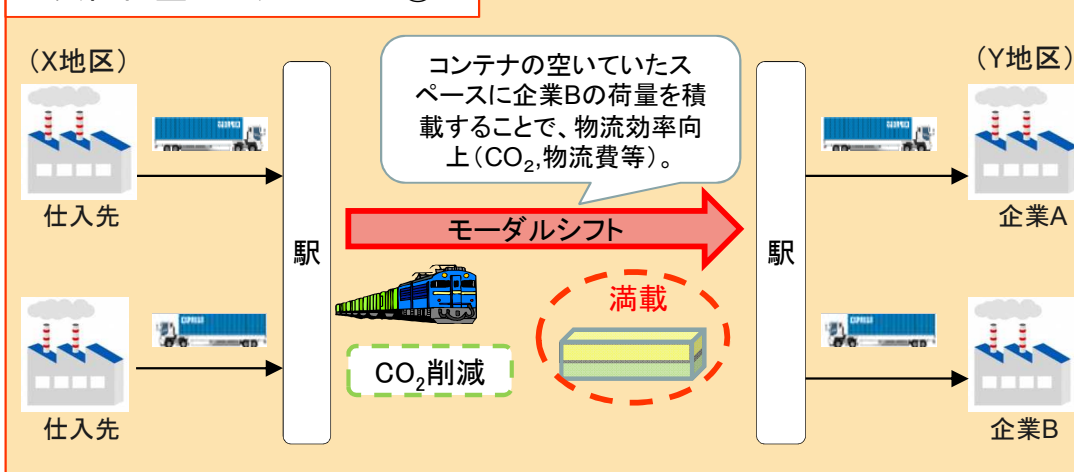 (X地区)
(Y地区)
コンテナの空いていたス
ペースに企業Bの荷量を積
載することで、物流効率向
上(CO₂,物流費等)。
仕入先
企業A
モーダルシフト
駅
駅
満載
CO₂削減
EXPRESS
EXPRESS
仕入先
企業B